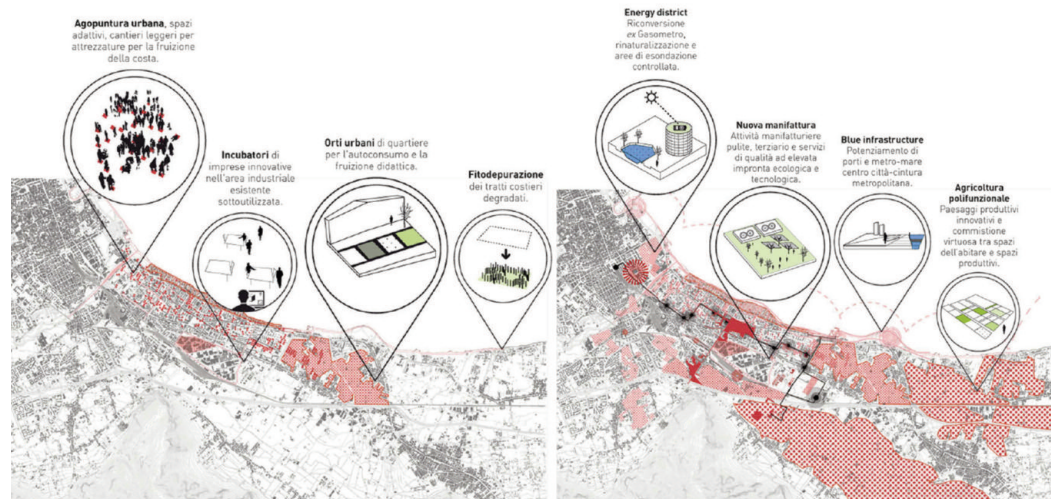 Agopuntura urbana, spazi
adattivi, cantieri leggeri per
attrezzature per la fruizione
della costa.
Incubatori di
imprese innovative
nell'area industriale
esistente
sottoutilizzata.
Orti urbani di quartiere
per l'autoconsumo e la
fruizione didattica.
Fitodepurazione
dei tratti costieri
degradati.
Energy district
Riconversione
ex Gasometro,
rinaturalizzazione e
aree di esondazione
controllata.
Nuova manifattura
Attività manifatturiere
pulite, terziario e servizi
di qualità ad elevata
impronta ecologica e
tecnologica.
Blue infrastructure
Potenziamento di
porti e metro-mare
centro città-cintura
metropolitana.
Agricoltura
polifunzionale
Paesaggi produttivi
innovativi e
commistione
virtuosa tra spazi
dell'abitare e spazi
produttivi.